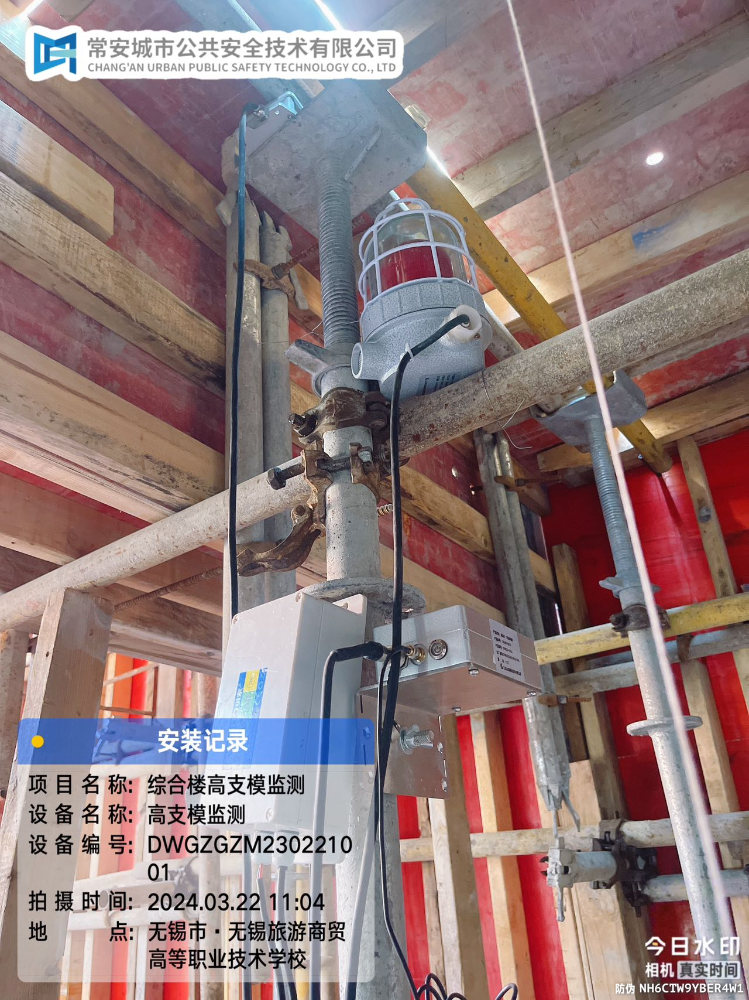 常安城市公共安全技术有限公司
CHANG'AN URBAN PUBLIC SAFETY TECHNOLOGY CO., LTD
安装记录
项目名称: 综合楼高支模监测
设备名称: 高支模监测
设备编号: DWGZGZM2302210
01
拍摄时间: 2024.03.22 11:04
地点: 无锡市·无锡旅游商贸
高等职业技术学校
今日水印
相机 真实时间
防伪 NH6CTW9YBER4W1